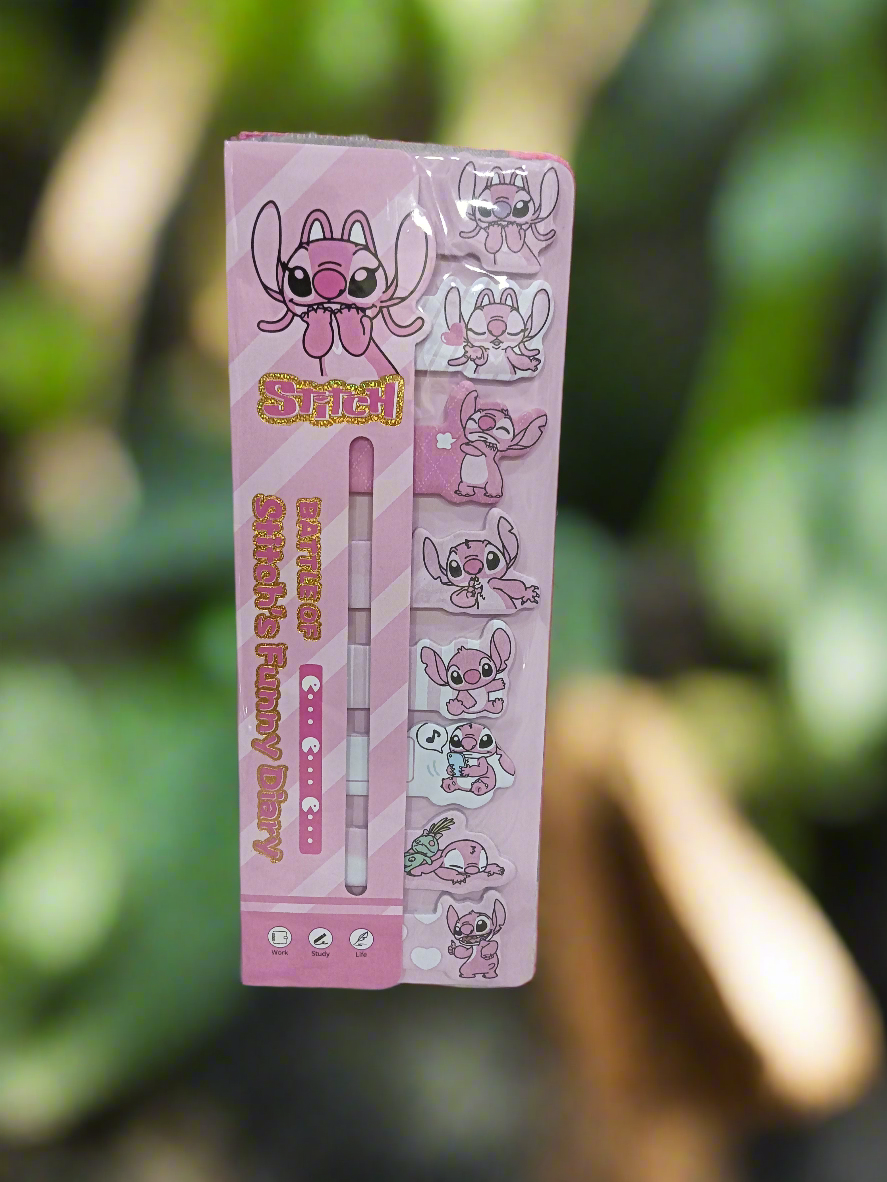 STITCH
BATTLE OF
Stitch's Funny Diary
Work
Study
Life